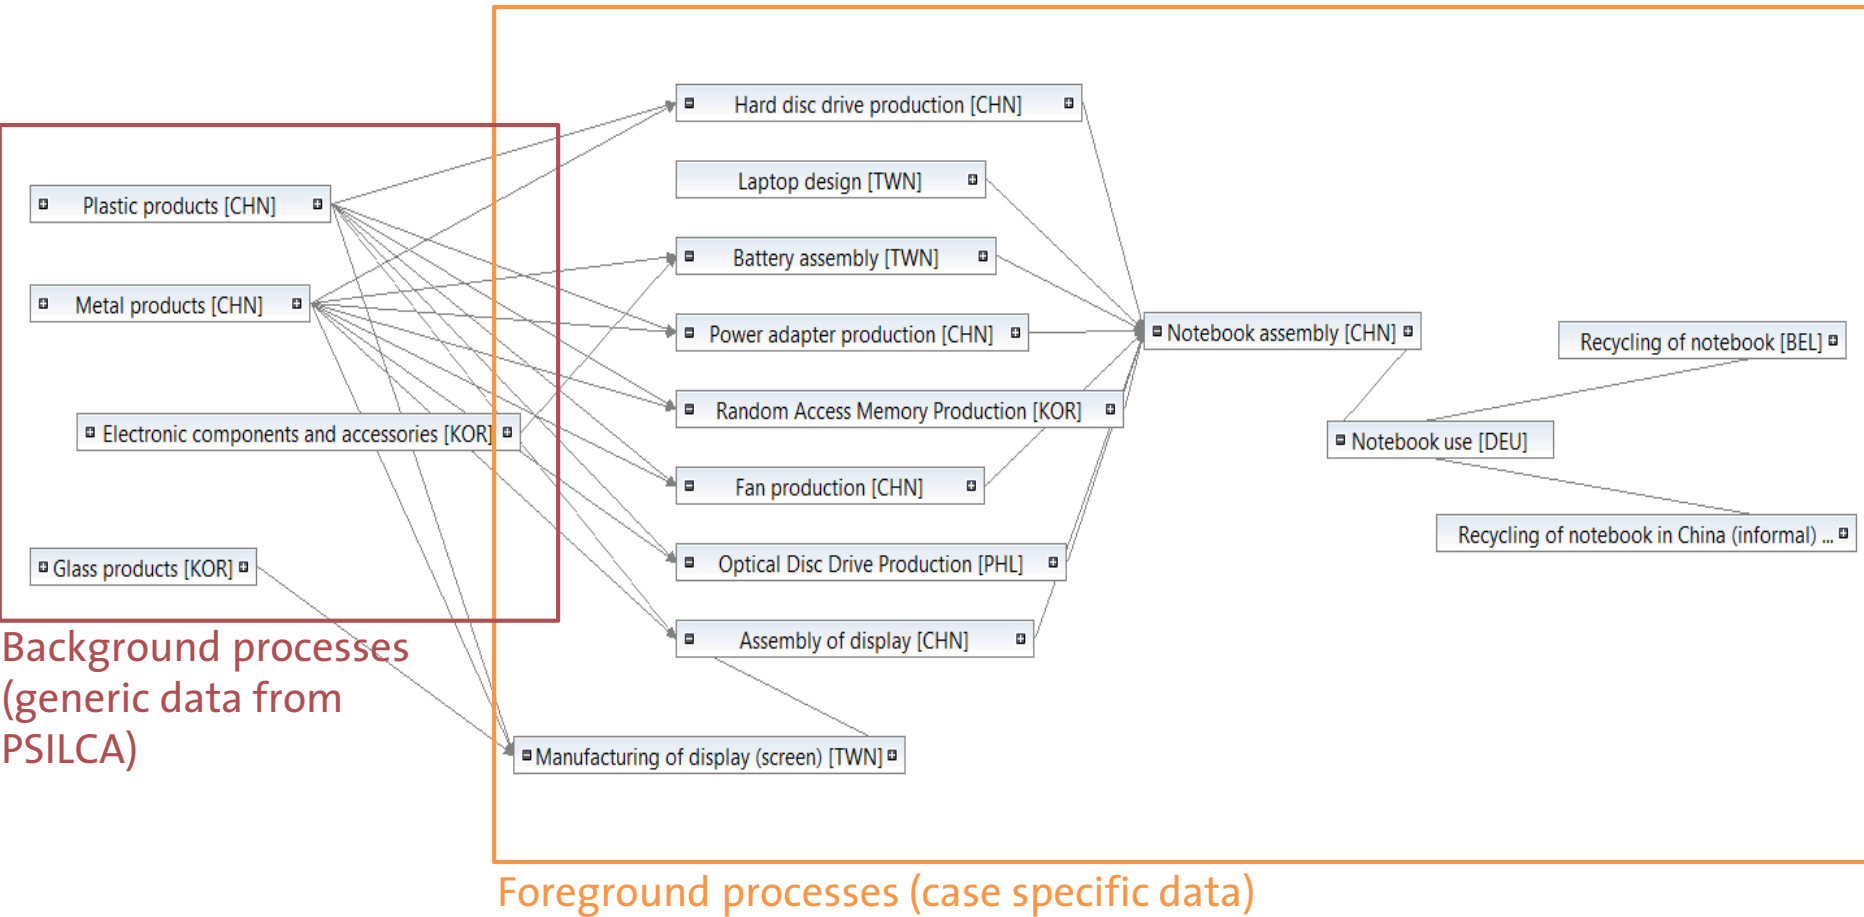 Hard disc drive production [CHN]
Laptop design [TWN]
Plastic products [CHN]
Battery assembly [TWN]
Metal products [CHN]
Power adapter production [CHN]
Notebook assembly [CHN]
Recycling of notebook [BEL]
Random Access Memory Production [KOR]
Electronic components and accessories [KOR]
Notebook use [DEU]
Fan production [CHN]
Recycling of notebook in China (informal) ...
Optical Disc Drive Production [PHL]
Glass products [KOR]
Assembly of display [CHN]
Background processes
(generic data from
PSILCA)
Manufacturing of display (screen) [TWN]
Foreground processes (case specific data)